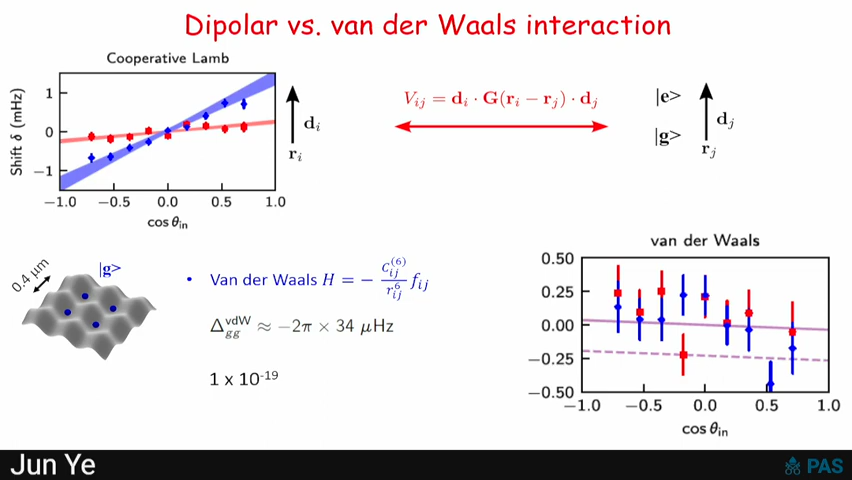 Dipolar vs. van der Waals interaction
Cooperative Lamb
Shift δ (mHz)
1
0
−1
−1.0 −0.5 0.0 0.5 1.0
cos θin
di
ri
Vij = di · G(ri − rj) · dj
|e>
|g>
dj
rj
0.4 μm
|g>
• Van der Waals H = − C(6)ij / r6ij fij
ΔvdWgg ≈ −2π × 34 μHz
1 x 10-19
van der Waals
0.50
0.25
0.00
−0.25
−0.50
−1.0 −0.5 0.0 0.5 1.0
cos θin
Jun Ye
PAS